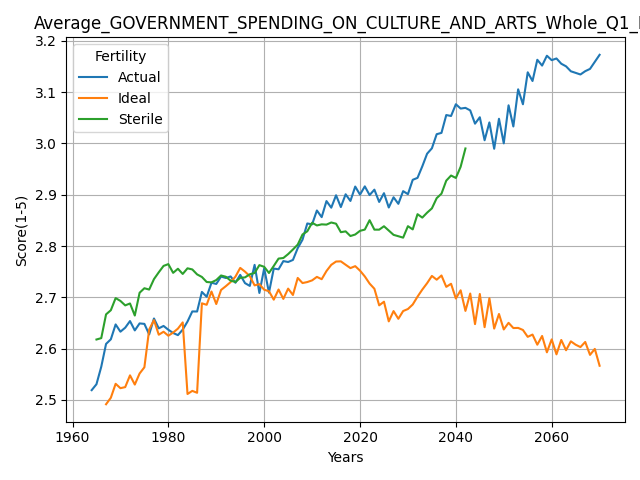 Average_GOVERNMENT_SPENDING_ON_CULTURE_AND_ARTS_Whole_Q1_
Fertility
Actual
Ideal
Sterile
Score(1-5)
3.2
3.1
3.0
2.9
2.8
2.7
2.6
2.5
1960 1980 2000 2020 2040 2060
Years